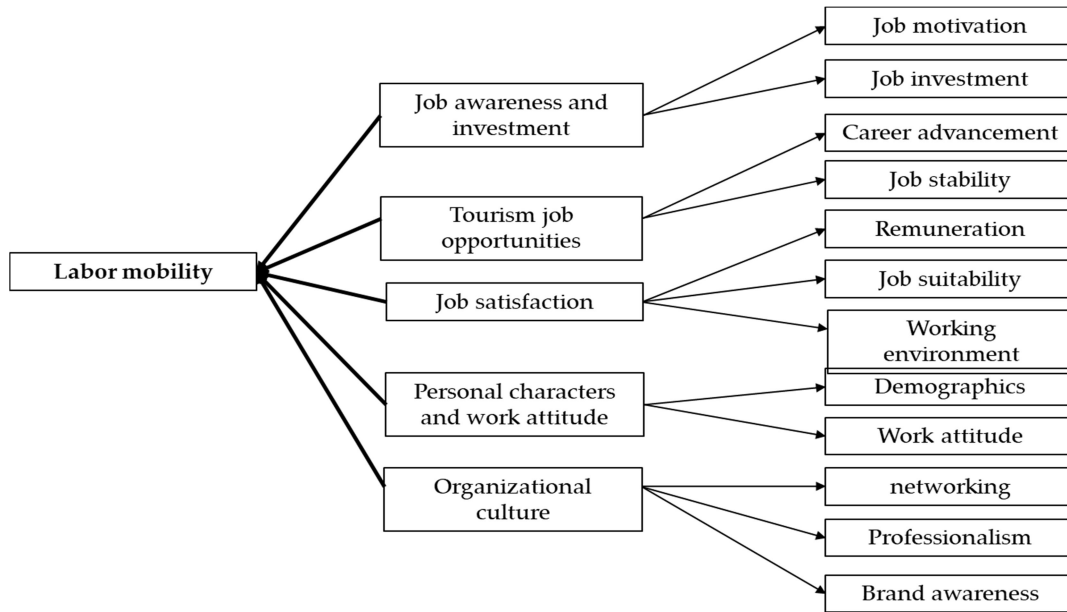 Labor mobility
Job awareness and
investment
Tourism job
opportunities
Job satisfaction
Personal characters
and work attitude
Organizational
culture
Job motivation
Job investment
Career advancement
Job stability
Remuneration
Job suitability
Working
environment
Demographics
Work attitude
networking
Professionalism
Brand awareness